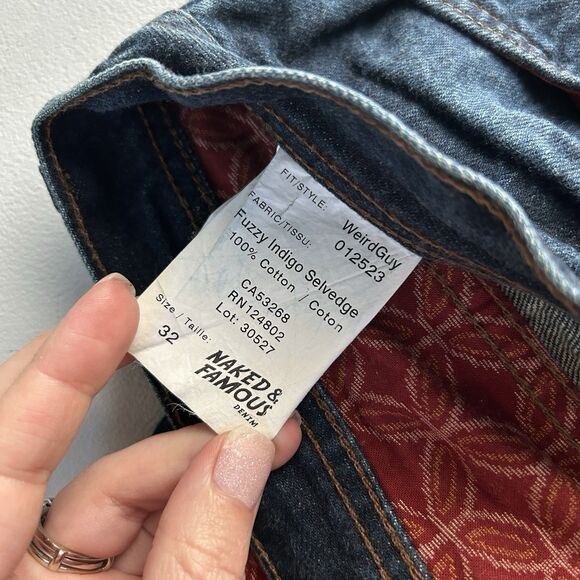 FIT/STYLE:
WeirdGuy
012523
FABRIC/TISSU:
Fuzzy Indigo Selvedge
100% Cotton / Coton
CA53268
RN124802
Lot: 30527
Size / Taille:
32
NAKED &
FAMOUS
DENIM